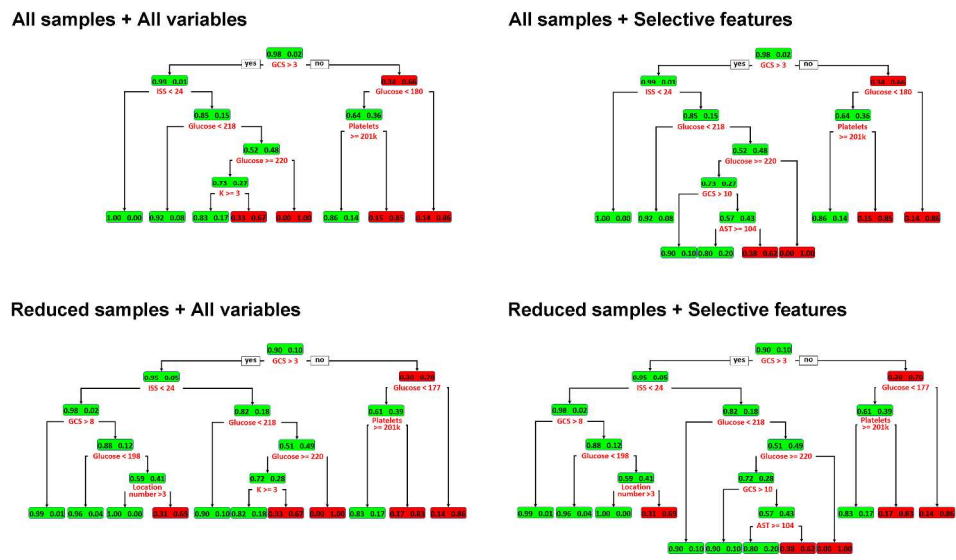 All samples + All variables
0.98 0.02
yes GCS > 3 no
0.99 0.01
ISS < 24
0.34 0.66
Glucose < 180
0.85 0.15
Glucose < 218
0.64 0.36
Platelets
>= 201k
0.52 0.48
Glucose >= 220
0.73 0.27
K >= 3
1.00 0.00 0.92 0.08 0.83 0.17 0.33 0.67 0.00 1.00 0.86 0.14 0.15 0.85 0.14 0.86
All samples + Selective features
0.98 0.02
yes GCS > 3 no
0.99 0.01
ISS < 24
0.34 0.66
Glucose < 180
0.85 0.15
Glucose < 218
0.64 0.36
Platelets
>= 201k
0.52 0.48
Glucose >= 220
0.73 0.27
GCS > 10
1.00 0.00 0.92 0.08 0.57 0.43 0.86 0.14 0.15 0.85 0.14 0.86
AST >= 104
0.90 0.10 0.80 0.20 0.38 0.62 0.00 1.00
Reduced samples + All variables
0.90 0.10
yes GCS > 3 no
0.95 0.05
ISS < 24
0.30 0.70
Glucose < 177
0.98 0.02
GCS > 8
0.82 0.18
Glucose < 218
0.61 0.39
Platelets
>= 201k
0.88 0.12
Glucose < 198
0.51 0.49
Glucose >= 220
0.59 0.41
Location
number >3
0.72 0.28
K >= 3
0.99 0.01 0.96 0.04 1.00 0.00 0.31 0.69 0.90 0.10 0.82 0.18 0.33 0.67 0.00 1.00 0.83 0.17 0.17 0.83 0.14 0.86
Reduced samples + Selective features
0.90 0.10
yes GCS > 3 no
0.95 0.05
ISS < 24
0.30 0.70
Glucose < 177
0.98 0.02
GCS > 8
0.82 0.18
Glucose < 218
0.61 0.39
Platelets
>= 201k
0.88 0.12
Glucose < 198
0.51 0.49
Glucose >= 220
0.59 0.41
Location
number >3
0.72 0.28
GCS > 10
0.99 0.01 0.96 0.04 1.00 0.00 0.31 0.69 0.57 0.43 0.83 0.17 0.17 0.83 0.14 0.86
AST >= 104
0.90 0.10 0.90 0.10 0.80 0.20 0.38 0.62 0.00 1.00